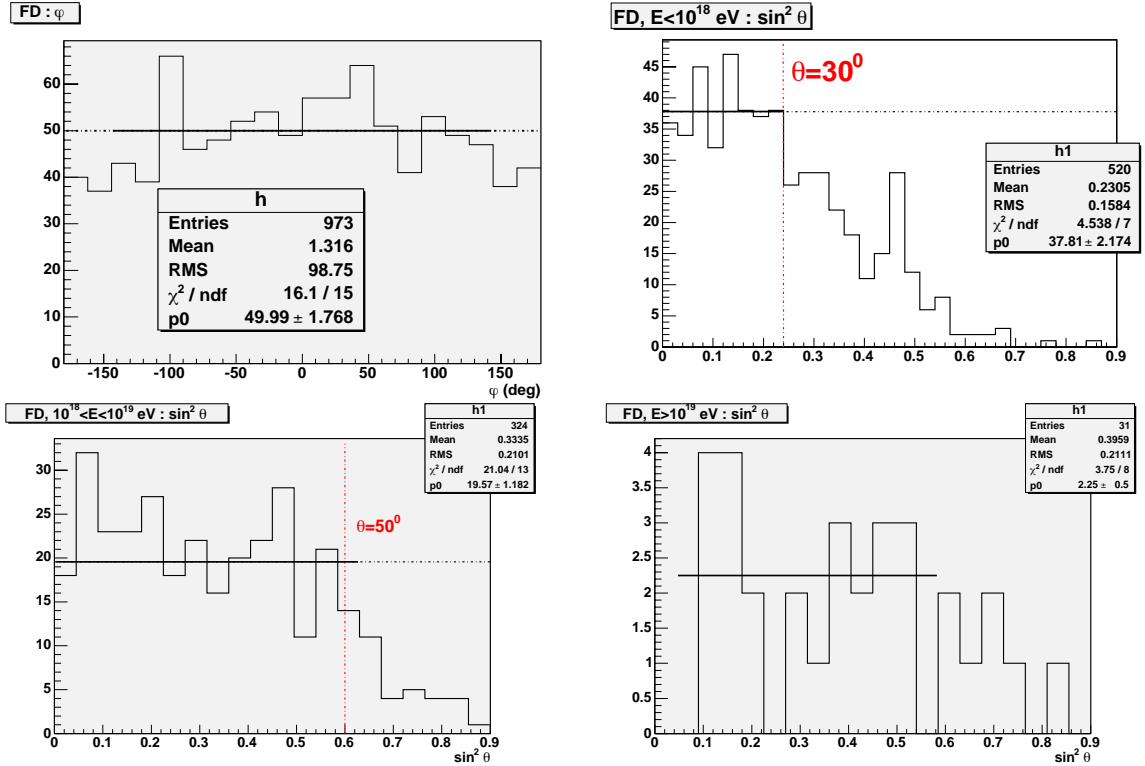 FD : φ
60
50
40
30
20
10
0
-150 -100 -50 0 50 100 150
φ (deg)
h
Entries 973
Mean 1.316
RMS 98.75
χ² / ndf 16.1 / 15
p0 49.99 ± 1.768
FD, E<10¹⁸ eV : sin² θ
45
40
35
30
25
20
15
10
5
0
0 0.1 0.2 0.3 0.4 0.5 0.6 0.7 0.8 0.9
θ=30⁰
h1
Entries 520
Mean 0.2305
RMS 0.1584
χ² / ndf 4.538 / 7
p0 37.81 ± 2.174
FD, 10¹⁸<E<10¹⁹ eV : sin² θ
30
25
20
15
10
5
0
0 0.1 0.2 0.3 0.4 0.5 0.6 0.7 0.8 0.9
sin² θ
θ=50⁰
h1
Entries 324
Mean 0.3335
RMS 0.2101
χ² / ndf 21.04 / 13
p0 19.57 ± 1.182
FD, E>10¹⁹ eV : sin² θ
4
3.5
3
2.5
2
1.5
1
0.5
0
0 0.1 0.2 0.3 0.4 0.5 0.6 0.7 0.8 0.9
sin² θ
h1
Entries 31
Mean 0.3959
RMS 0.2111
χ² / ndf 3.75 / 8
p0 2.25 ± 0.5